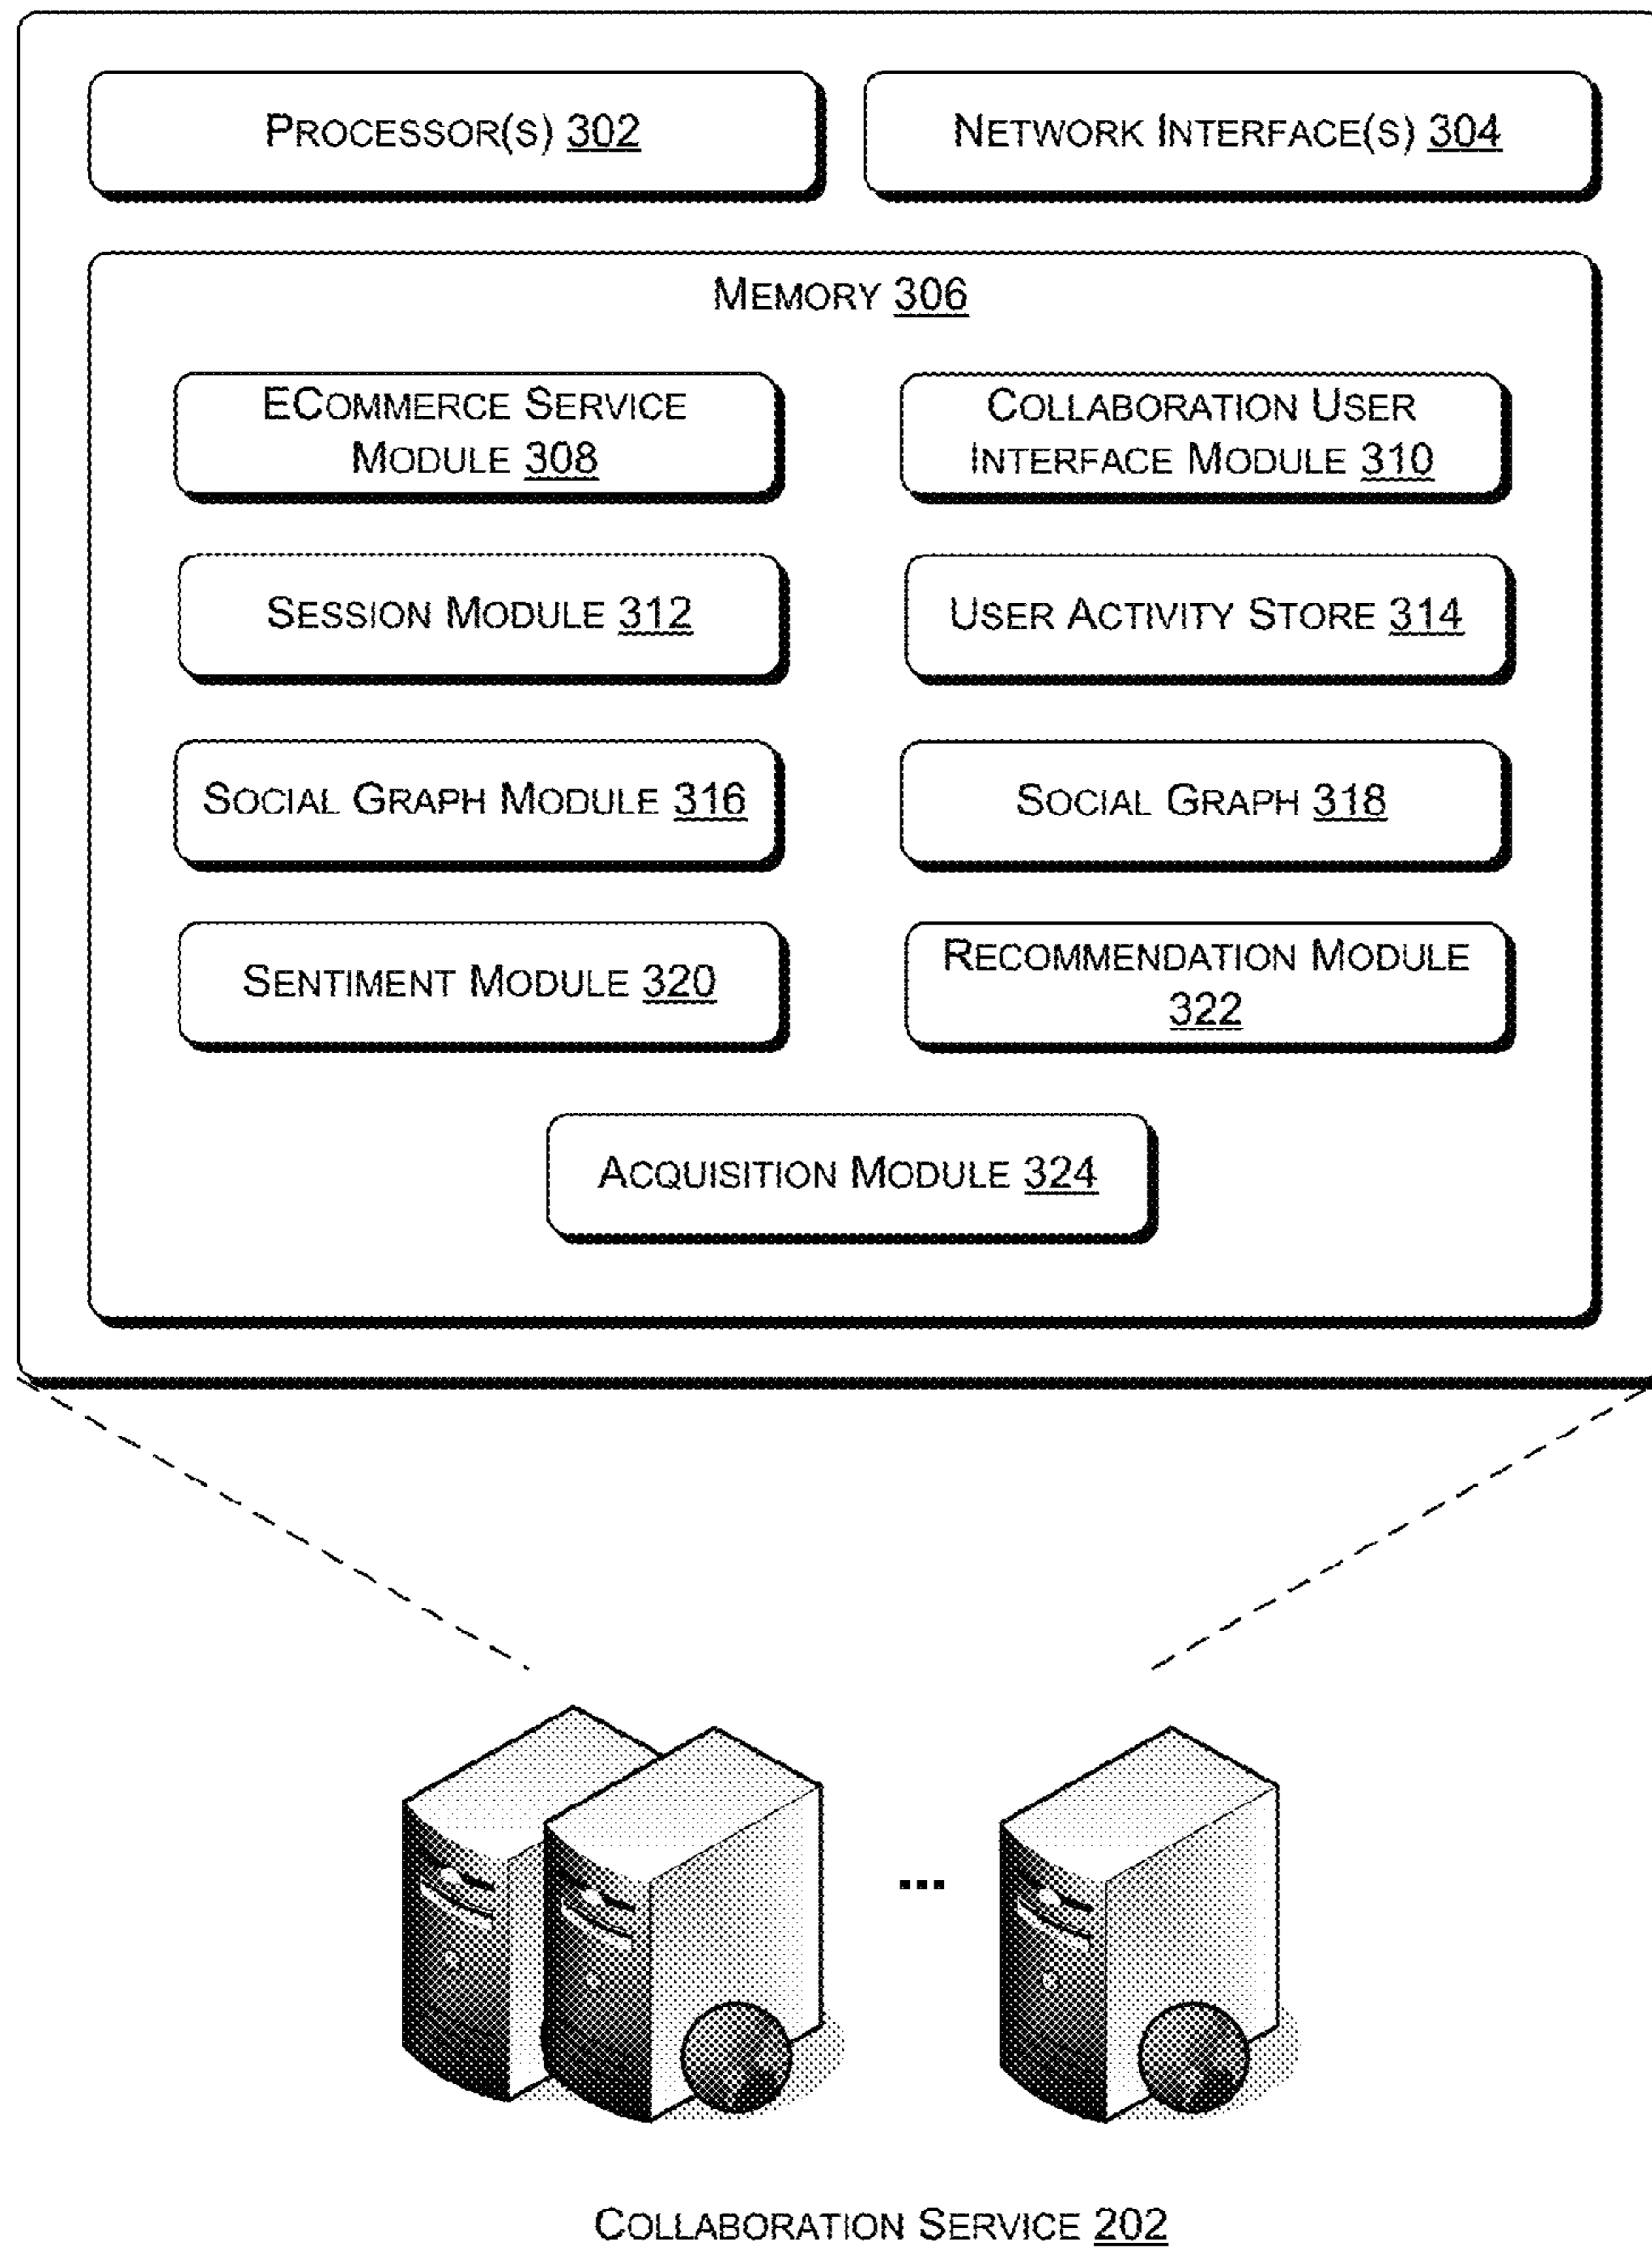 PROCESSOR(S) 302
NETWORK INTERFACE(S) 304
MEMORY 306
ECOMMERCE SERVICE
MODULE 308
COLLABORATION USER
INTERFACE MODULE 310
SESSION MODULE 312
USER ACTIVITY STORE 314
SOCIAL GRAPH MODULE 316
SOCIAL GRAPH 318
SENTIMENT MODULE 320
RECOMMENDATION MODULE
322
ACQUISITION MODULE 324
...
COLLABORATION SERVICE 202